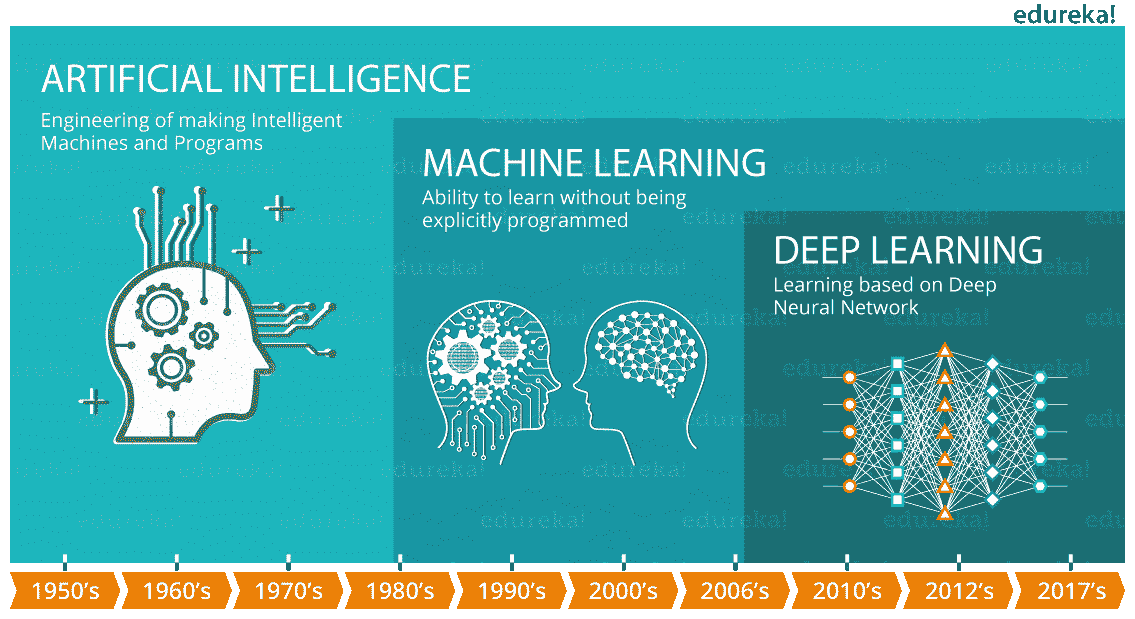 edureka!
ARTIFICIAL INTELLIGENCE
Engineering of making Intelligent
Machines and Programs
MACHINE LEARNING
Ability to learn without being
explicitly programmed
DEEP LEARNING
Learning based on Deep
Neural Network
1950's
1960's
1970's
1980's
1990's
2000's
2006's
2010's
2012's
2017's